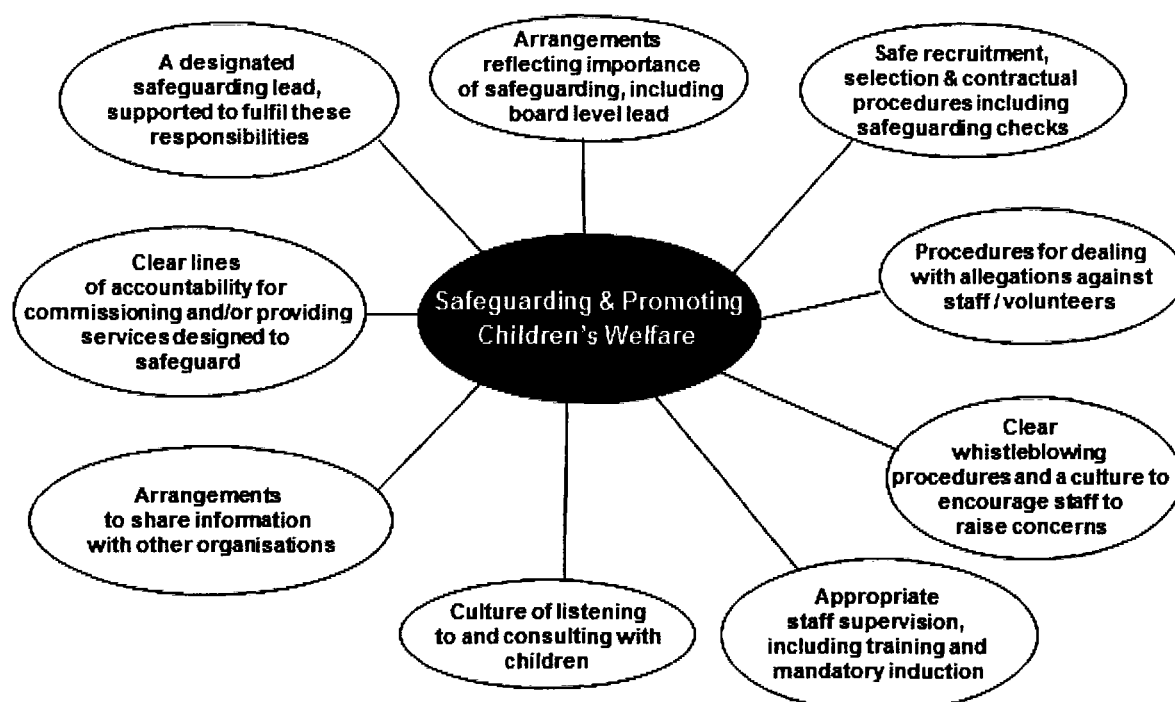 A designated
safeguarding lead,
supported to fulfil these
responsibilities
Arrangements
reflecting importance
of safeguarding, including
board level lead
Safe recruitment,
selection & contractual
procedures including
safeguarding checks
Clear lines
of accountability for
commissioning and/or providing
services designed to
safeguard
Safeguarding & Promoting
Children's Welfare
Procedures for dealing
with allegations against
staff / volunteers
Clear
whistleblowing
procedures and a culture to
encourage staff to
raise concerns
Arrangements
to share information
with other organisations
Culture of listening
to and consulting with
children
Appropriate
staff supervision,
including training and
mandatory induction